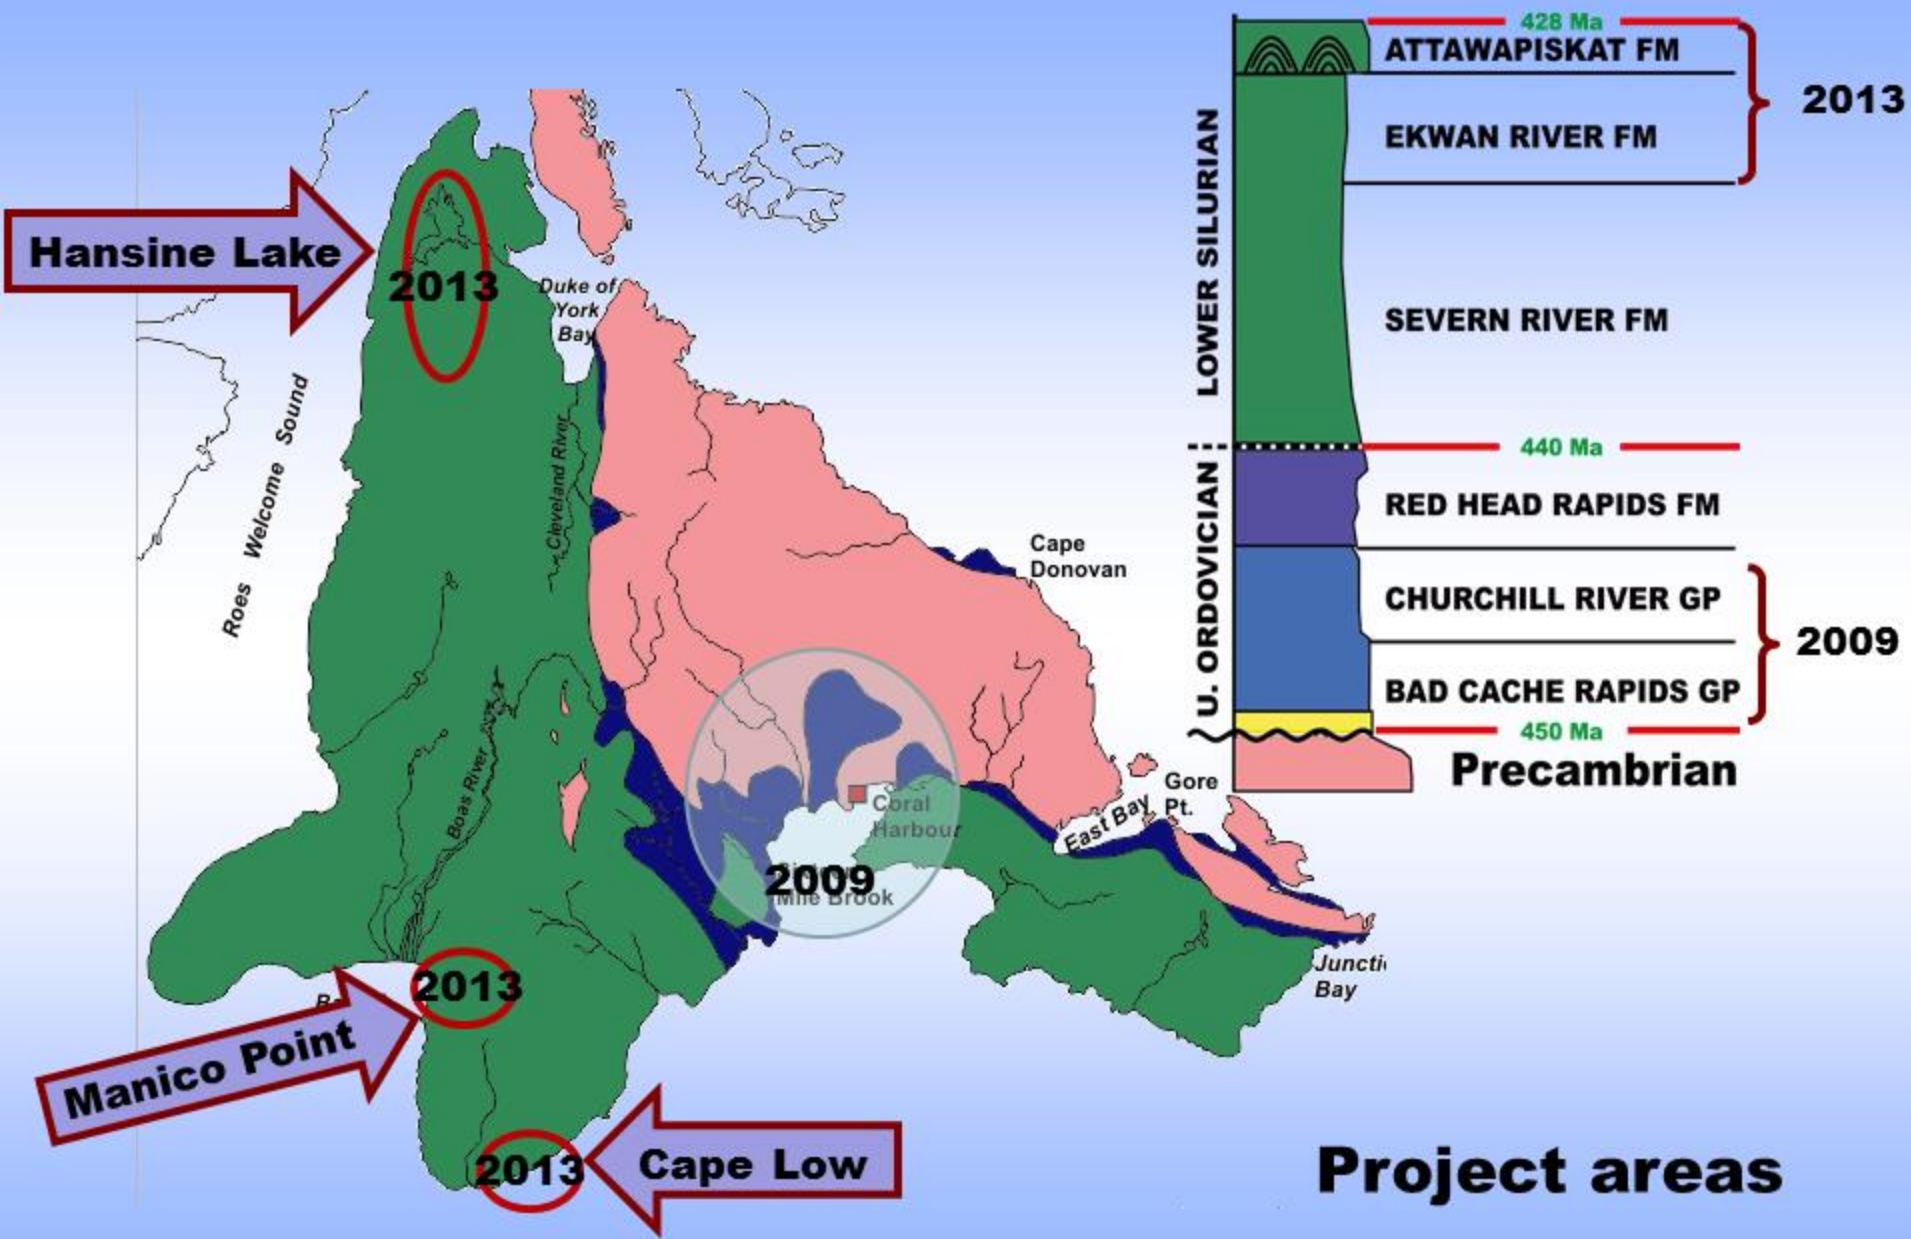 428 Ma
ATTAWAPISKAT FM
2013
EKWAN RIVER FM
LOWER SILURIAN
SEVERN RIVER FM
440 Ma
U. ORDOVICIAN
RED HEAD RAPIDS FM
CHURCHILL RIVER GP
2009
BAD CACHE RAPIDS GP
450 Ma
Precambrian
Hansine Lake
2013
Duke of
York
Bay
Roes Welcome Sound
Cleveland River
Cape
Donovan
Boas River
Coral
Harbour
2009
Mile Brook
East Bay
Gore
Pt.
Juncti
Bay
2013
Manico Point
2013
Cape Low
Project areas